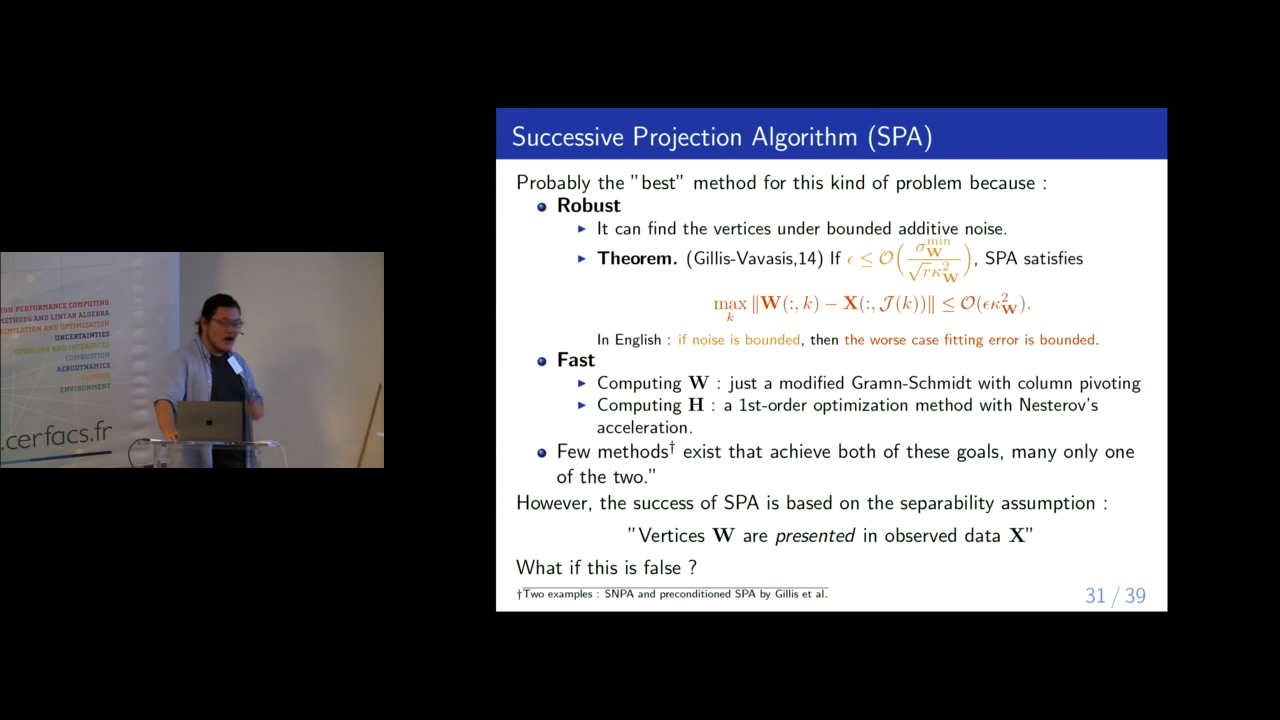 HIGH PERFORMANCE COMPUTING
METHODS AND LINEAR ALGEBRA
SIMILATION AND OPTIMIZATION
UNCERTAINTIES
COUPLING AND INTERFACES
COMBUSTION
AERODYNAMICS
CLIMATE
ENVIRONMENT
.cerfacs.fr
Successive Projection Algorithm (SPA)
Probably the "best" method for this kind of problem because :
Robust
▶ It can find the vertices under bounded additive noise.
▶ Theorem. (Gillis-Vavasis,14) If ϵ ≤ 𝒪(σ_W^min / √r κ_W^2), SPA satisfies
max_k ‖W(:, k) − X(:, 𝒥(k))‖ ≤ 𝒪(ϵκ_W^2).
In English : if noise is bounded, then the worse case fitting error is bounded.
Fast
▶ Computing W : just a modified Gramn-Schmidt with column pivoting
▶ Computing H : a 1st-order optimization method with Nesterov's
acceleration.
Few methods† exist that achieve both of these goals, many only one
of the two."
However, the success of SPA is based on the separability assumption :
"Vertices W are presented in observed data X"
What if this is false ?
†Two examples : SNPA and preconditioned SPA by Gillis et al.
31 / 39